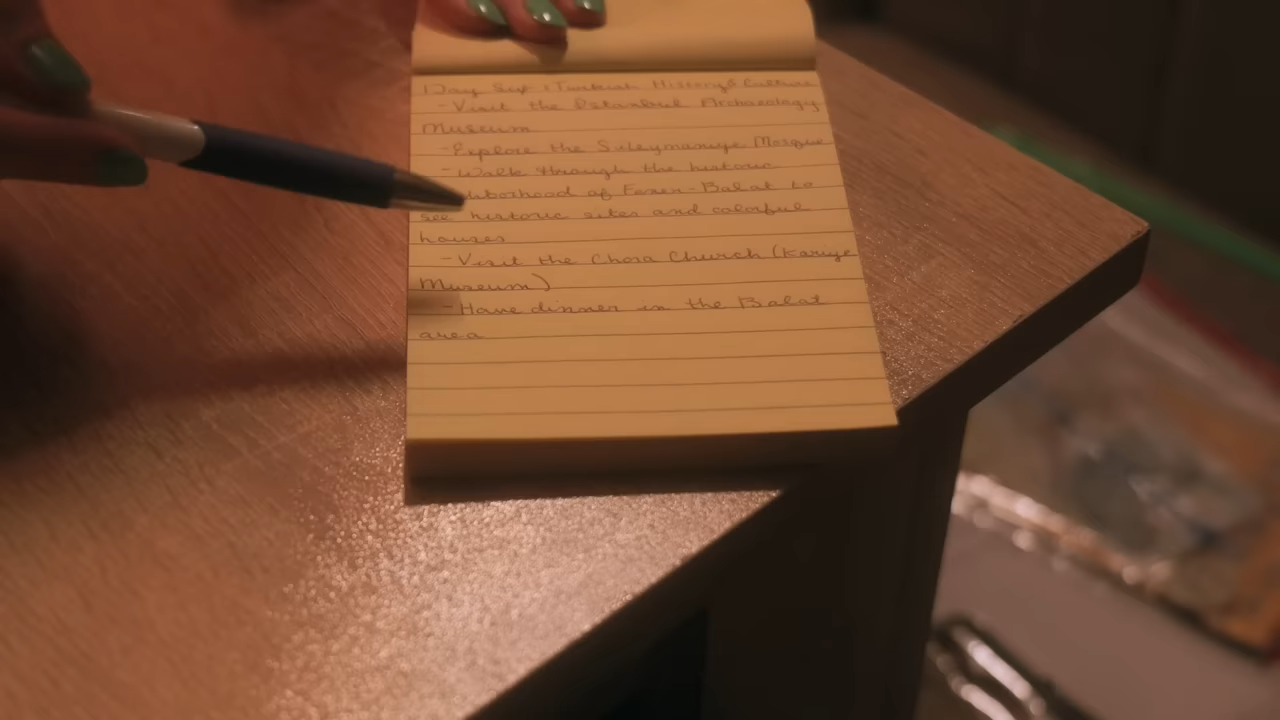 Day Six: Turkish History & Culture
- Visit the Istanbul Archaeology
Museum
- Explore the Suleymaniye Mosque
- Walk through the historic
hborhood of Fener-Balat to
see historic sites and colorful
houses
- Visit the Chora Church (Kariye
Museum)
- Have dinner in the Balat
area